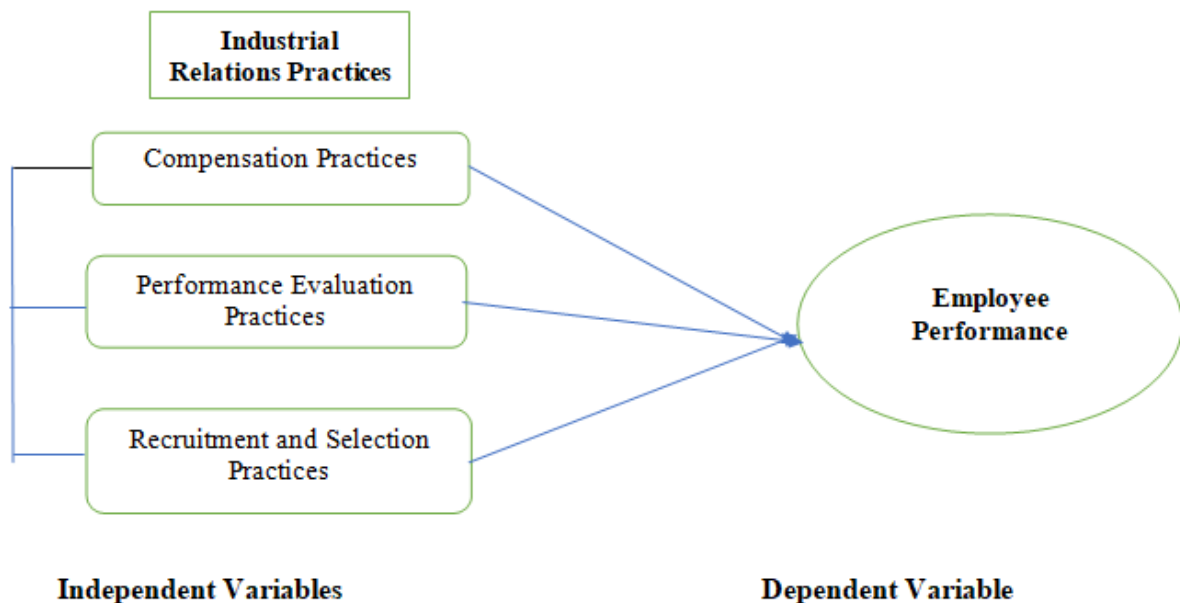 Industrial
Relations Practices
Compensation Practices
Performance Evaluation
Practices
Employee
Performance
Recruitment and Selection
Practices
Independent Variables
Dependent Variable